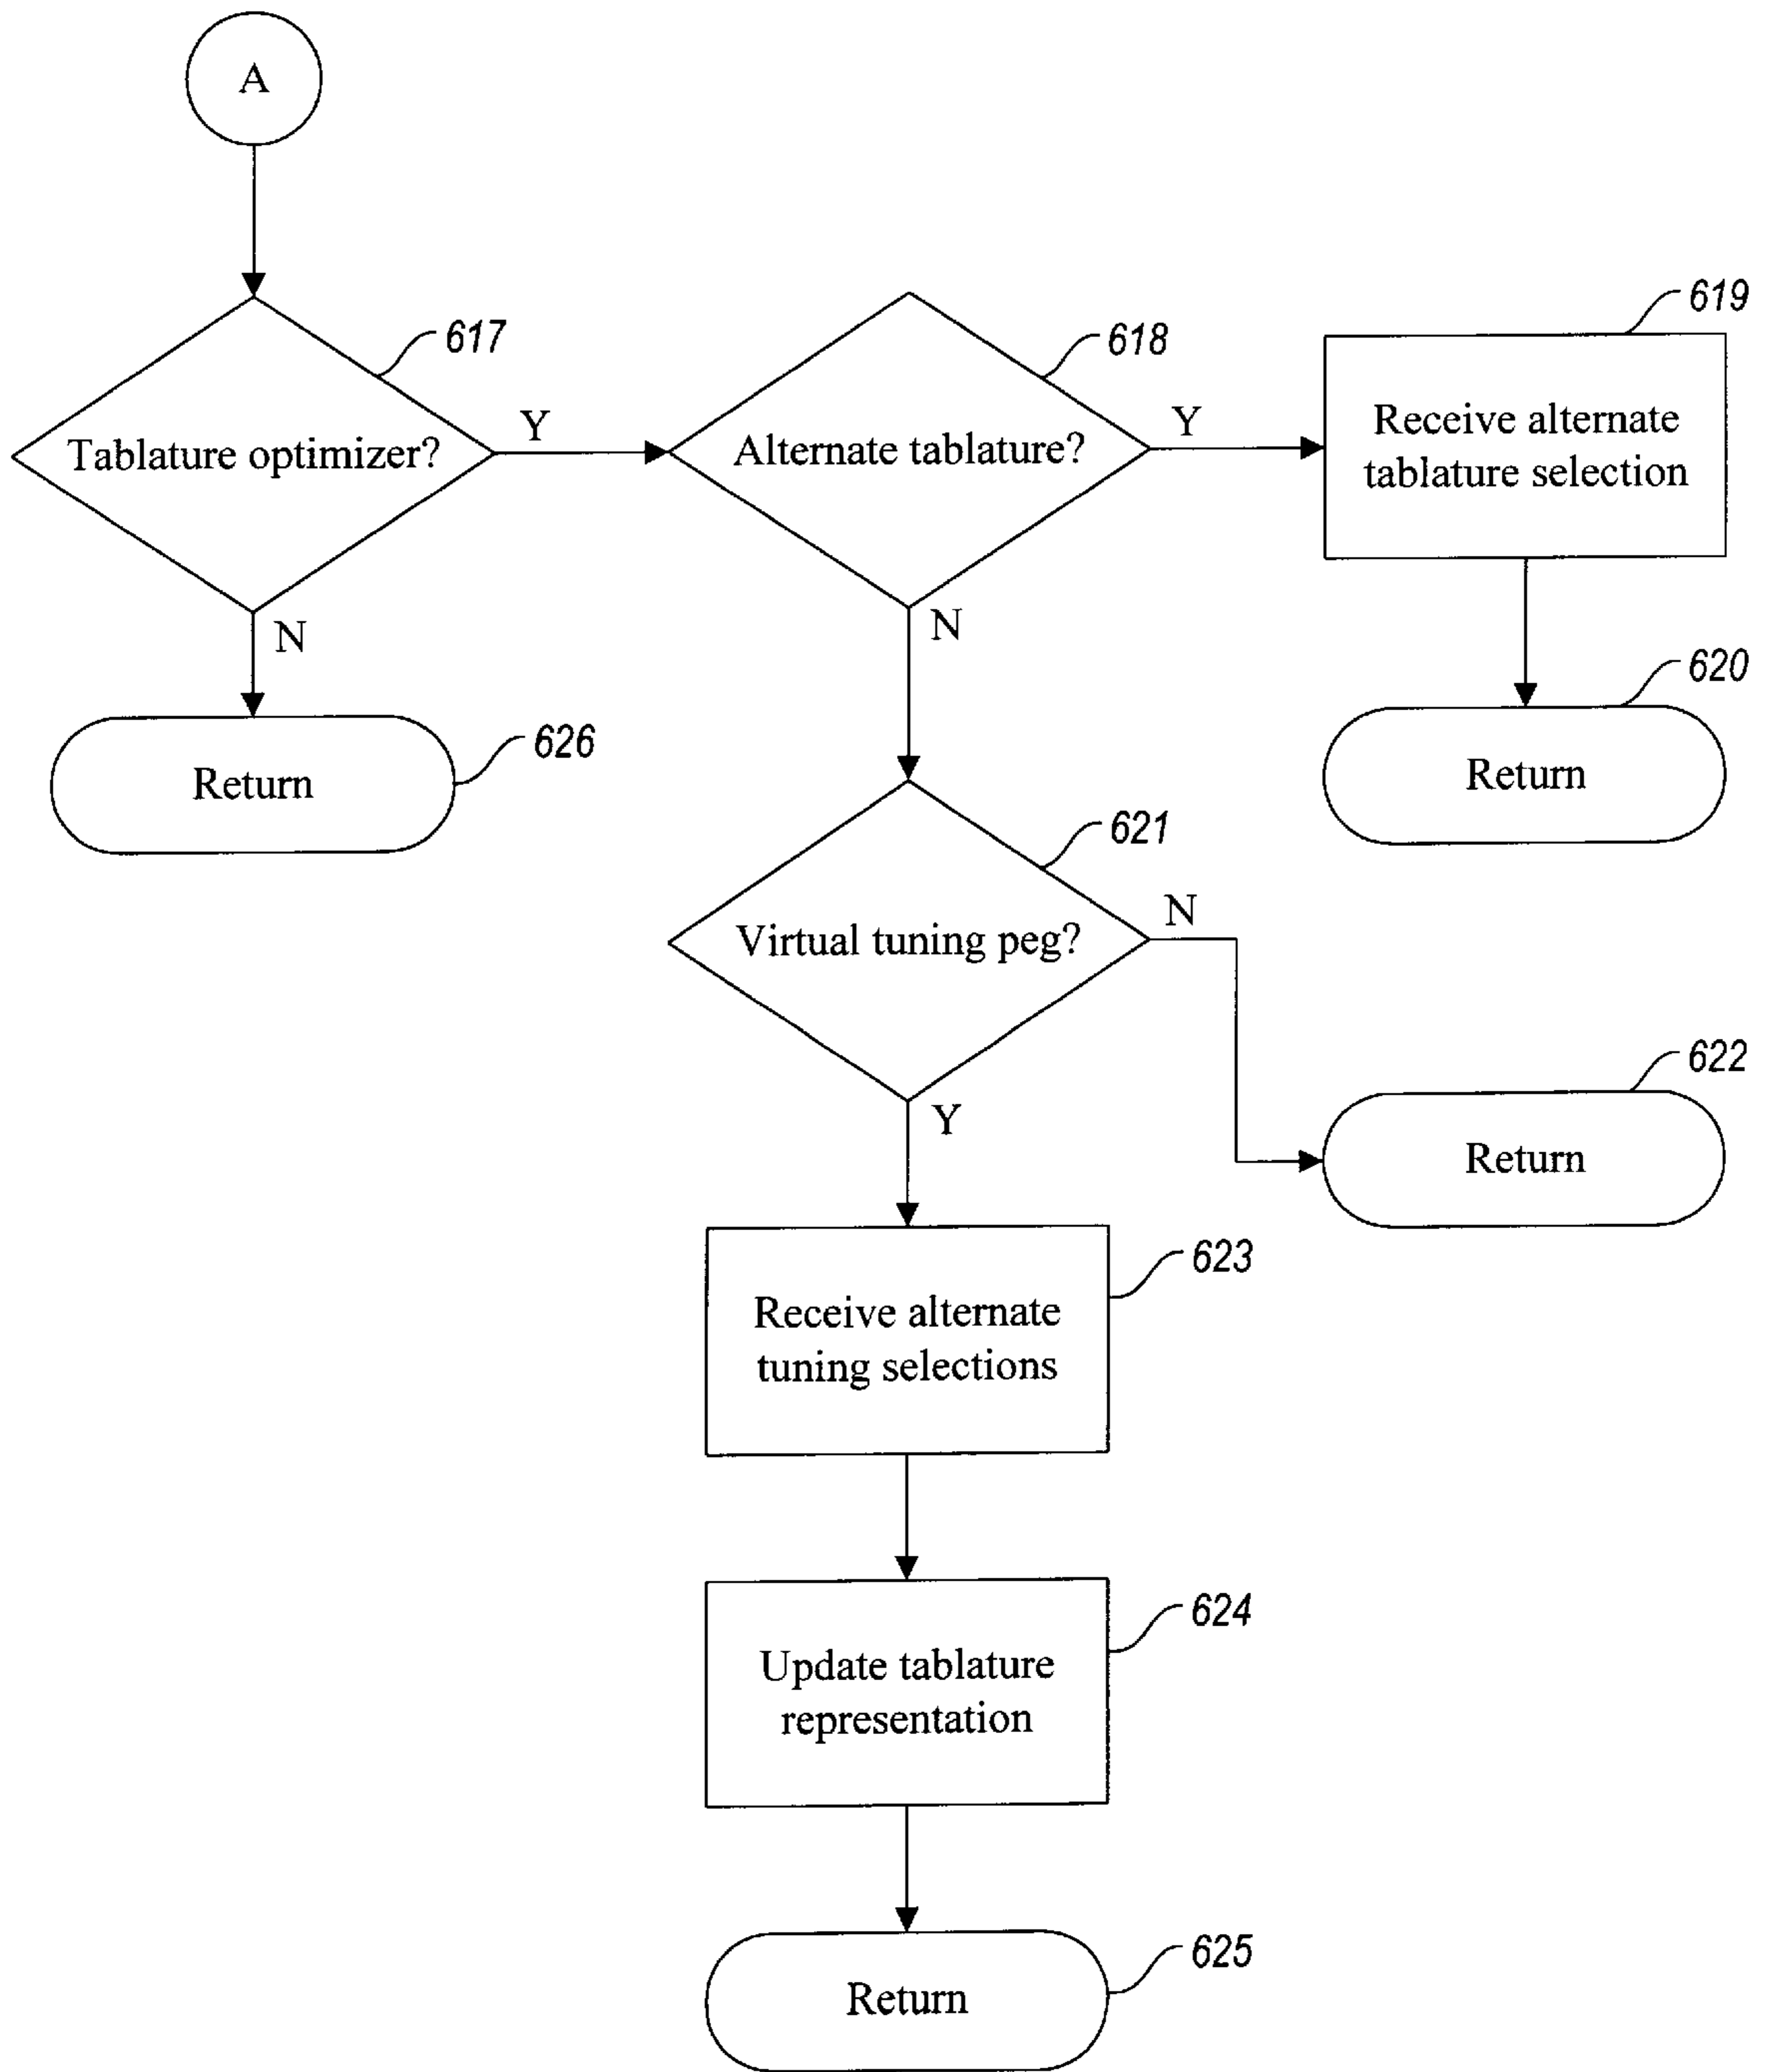 A
617
Tablature optimizer?
Y
N
626
Return
618
Alternate tablature?
Y
N
619
Receive alternate
tablature selection
620
Return
621
Virtual tuning peg?
N
Y
622
Return
623
Receive alternate
tuning selections
624
Update tablature
representation
625
Return